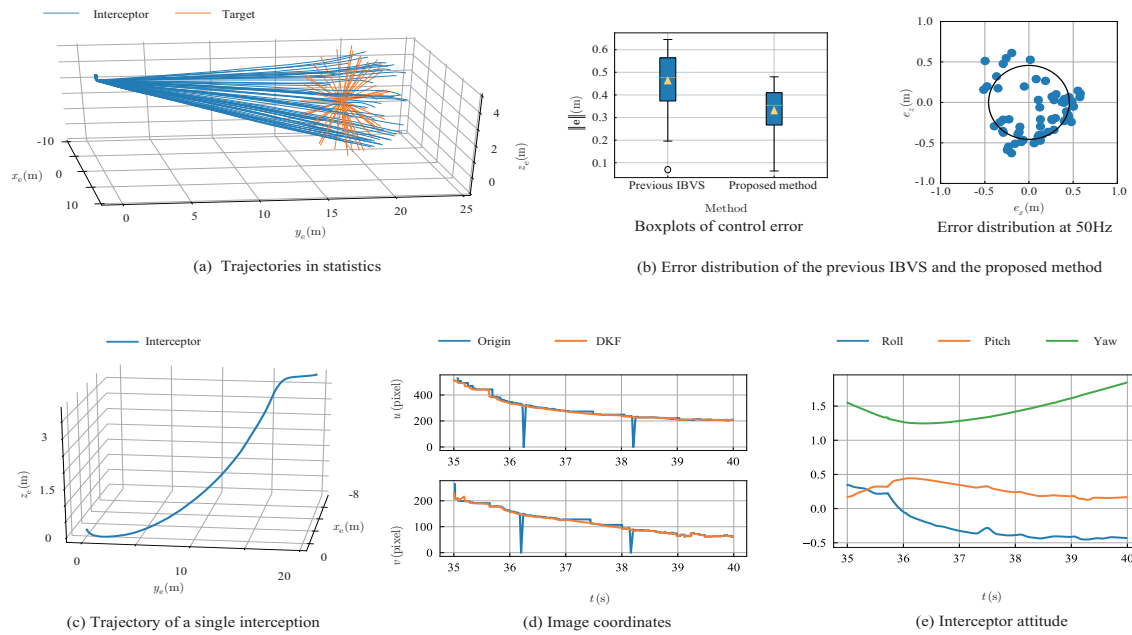 Interceptor Target
-10
0
10
x_e(m)
0 5 10 15 20 25
y_e(m)
4
2
0
z_e(m)
(a) Trajectories in statistics
0.6
0.5
0.4
0.3
0.1
‖e‖(m)
Previous IBVS Proposed method
Method
Boxplots of control error
1.0
0.5
0.0
-0.5
-1.0
e_z(m)
-1.0 -0.5 0.0 0.5 1.0
e_x(m)
Error distribution at 50Hz
(b) Error distribution of the previous IBVS and the proposed method
Interceptor
3
1.5
0
z_e(m)
0 10 20
y_e(m)
-8
0
x_e(m)
(c) Trajectory of a single interception
Origin DKF
400
200
0
u (pixel)
35 36 37 38 39 40
200
100
0
v (pixel)
35 36 37 38 39 40
t(s)
(d) Image coordinates
Roll Pitch Yaw
1.5
1.0
0.5
0.0
-0.5
35 36 37 38 39 40
t(s)
(e) Interceptor attitude